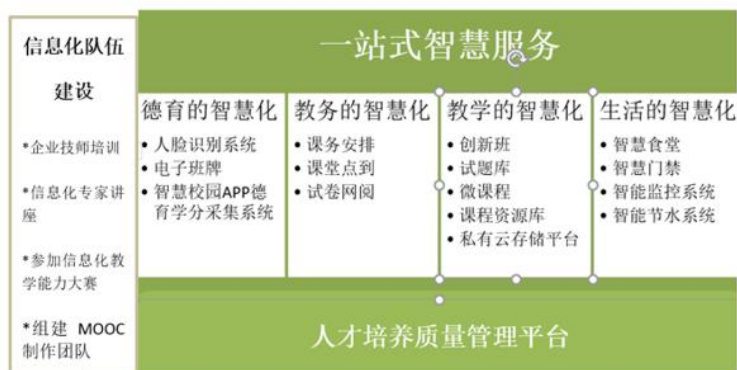 信息化队伍
建设
*企业技师培训
*信息化专家讲
座
*参加信息化教
学能力大赛
*组建 MOOC
制作团队
一站式智慧服务
德育的智慧化
• 人脸识别系统
• 电子班牌
• 智慧校园APP德
育学分采集系统
教务的智慧化
• 课务安排
• 课堂点到
• 试卷网阅
教学的智慧化
• 创新班
• 试题库
• 微课程
• 课程资源库
• 私有云存储平台
生活的智慧化
• 智慧食堂
• 智慧门禁
• 智能监控系统
• 智能节水系统
人才培养质量管理平台